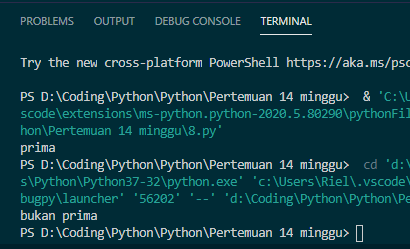 PROBLEMS OUTPUT DEBUG CONSOLE TERMINAL
Try the new cross-platform PowerShell https://aka.ms/psc
PS D:\Coding\Python\Python\Pertemuan 14 minggu> & 'C:\U
scode\extensions\ms-python.python-2020.5.80290\pythonFil
hon\Pertemuan 14 minggu\8.py'
prima
PS D:\Coding\Python\Python\Pertemuan 14 minggu> cd 'd:\
s\Python\Python37-32\python.exe' 'c:\Users\Riel\.vscode\
bugpy\launcher' '56202' '--' 'd:\Coding\Python\Python\Pe
bukan prima
PS D:\Coding\Python\Python\Pertemuan 14 minggu>